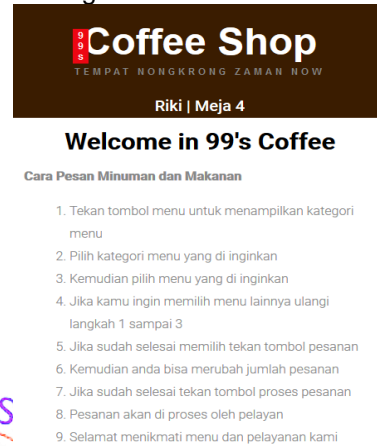 99s Coffee Shop
TEMPAT NONGKRONG ZAMAN NOW
Riki | Meja 4
Welcome in 99's Coffee
Cara Pesan Minuman dan Makanan
1. Tekan tombol menu untuk menampilkan kategori
menu
2. Pilih kategori menu yang di inginkan
3. Kemudian pilih menu yang di inginkan
4. Jika kamu ingin memilih menu lainnya ulangi
langkah 1 sampai 3
5. Jika sudah selesai memilih tekan tombol pesanan
6. Kemudian anda bisa merubah jumlah pesanan
7. Jika sudah selesai tekan tombol proses pesanan
8. Pesanan akan di proses oleh pelayan
9. Selamat menikmati menu dan pelayanan kami